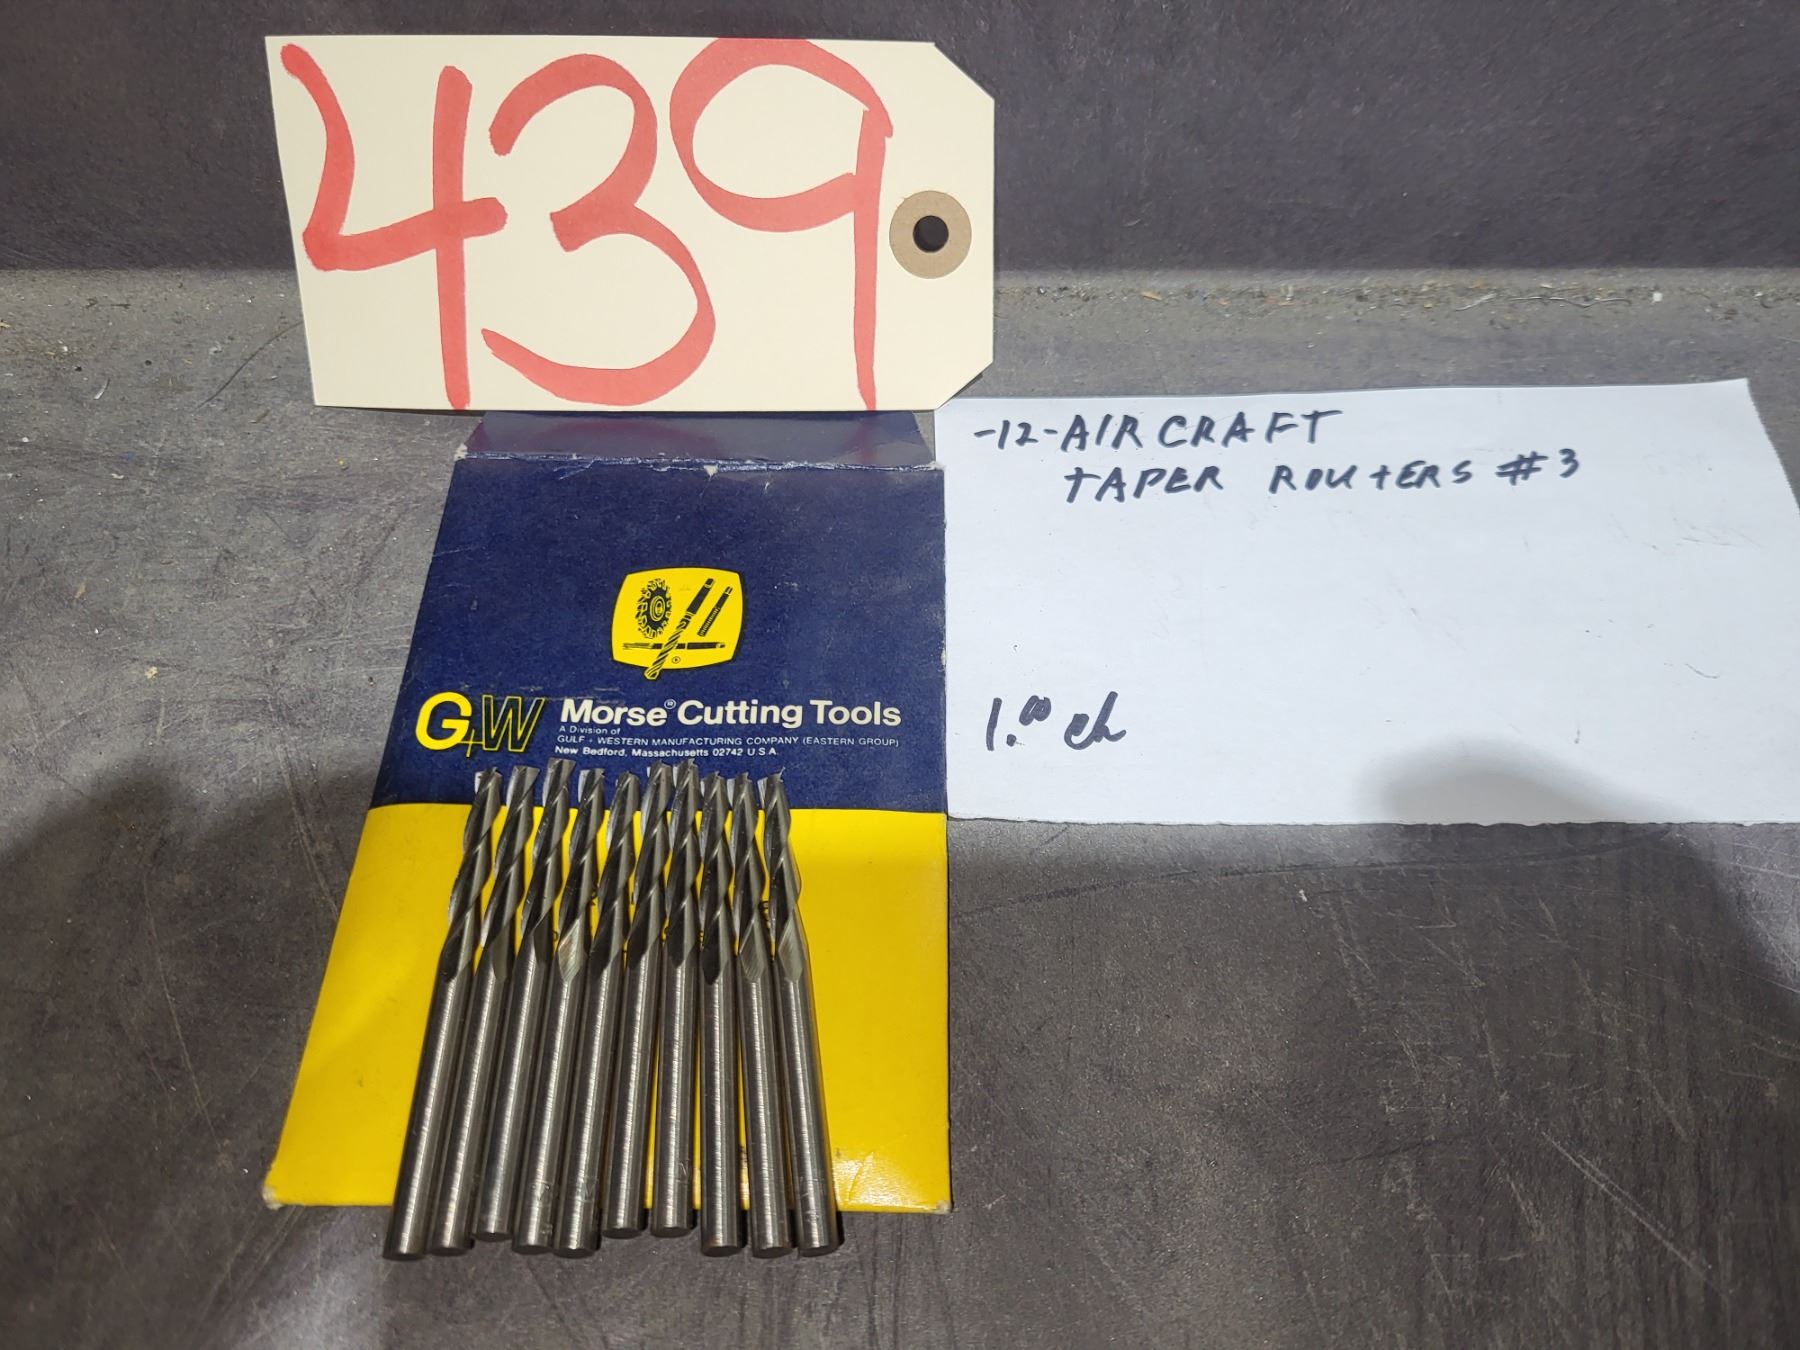 439
-12-AIRCRAFT
TAPER ROUTERS #3
1.00 ch
G+W
Morse® Cutting Tools
A Division of
GULF + WESTERN MANUFACTURING COMPANY (EASTERN GROUP)
New Bedford, Massachusetts 02742 U.S.A.